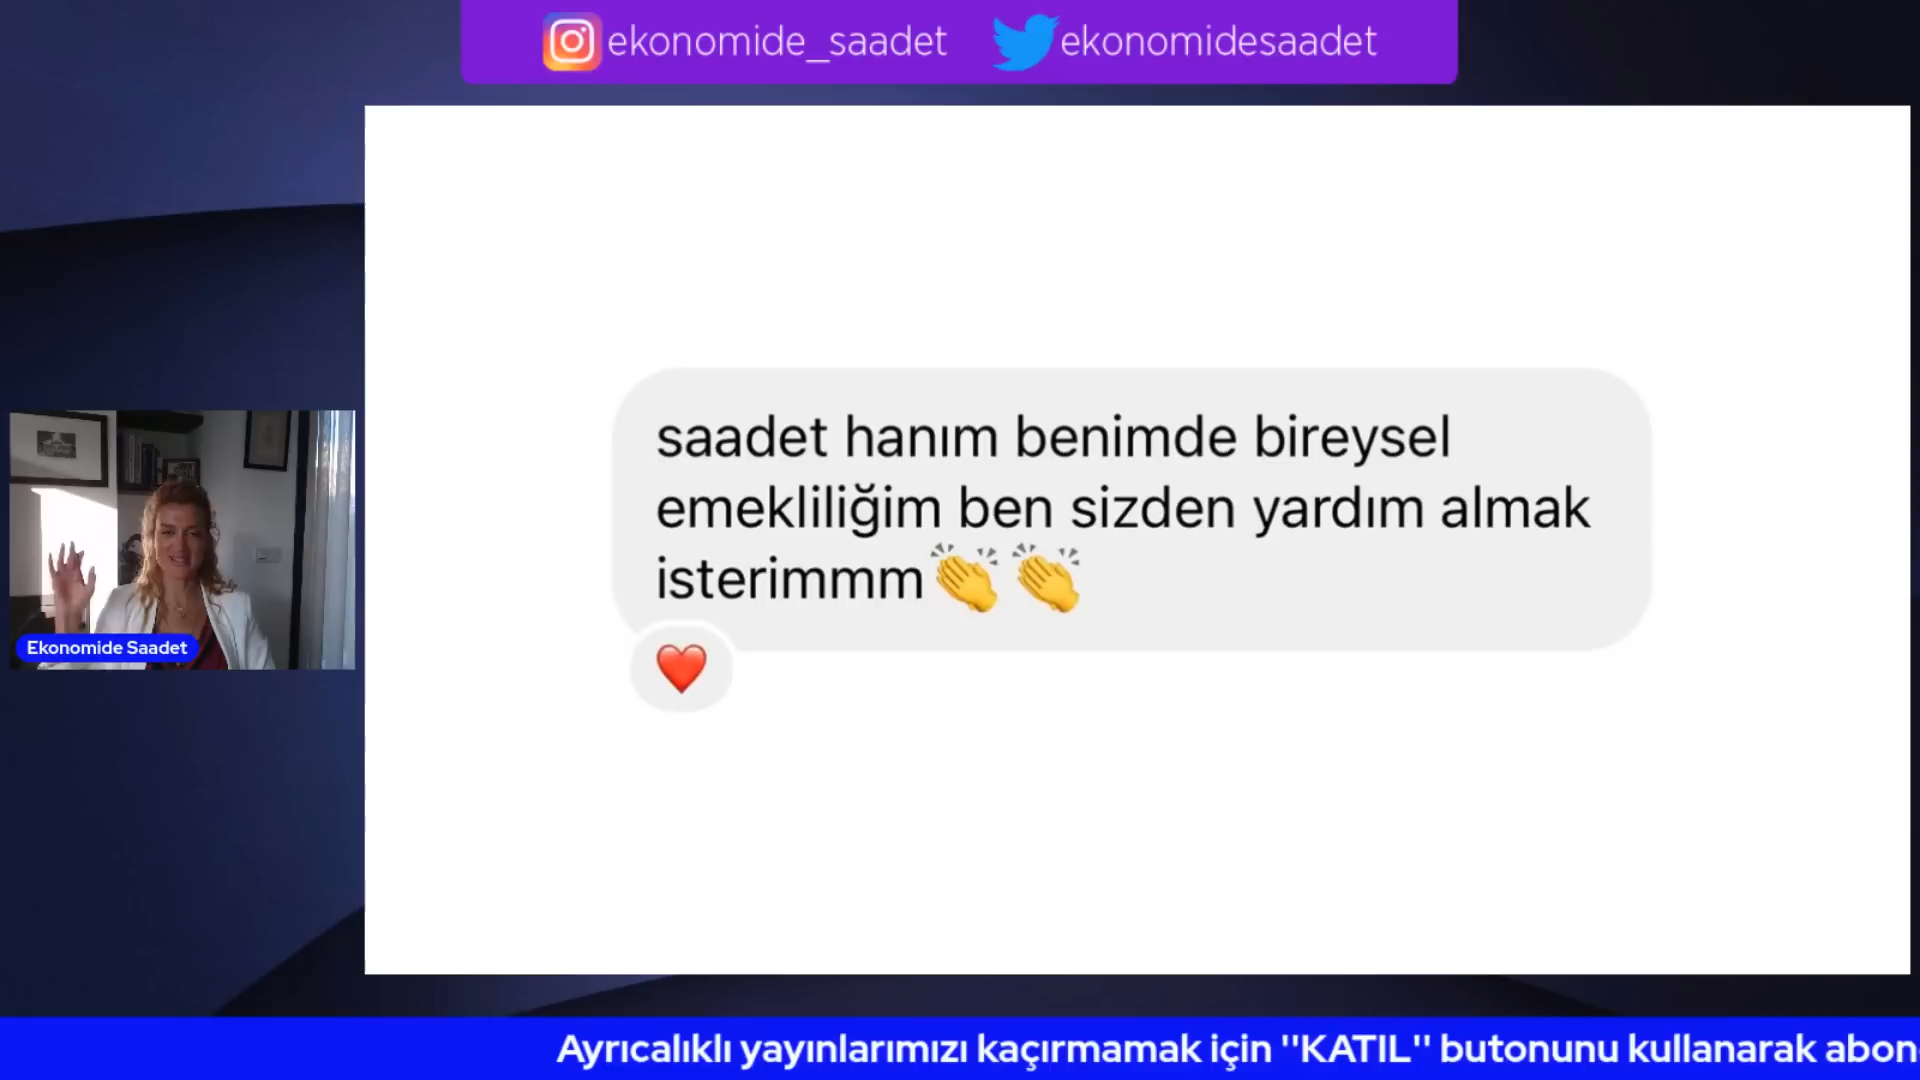 ekonomide_saadet ekonomidesaadet
saadet hanım benimde bireysel
emekliliğim ben sizden yardım almak
isterimmm👏 👏
❤️
Ekonomide Saadet
Ayrıcalıklı yayınlarımızı kaçırmamak için "KATIL" butonunu kullanarak